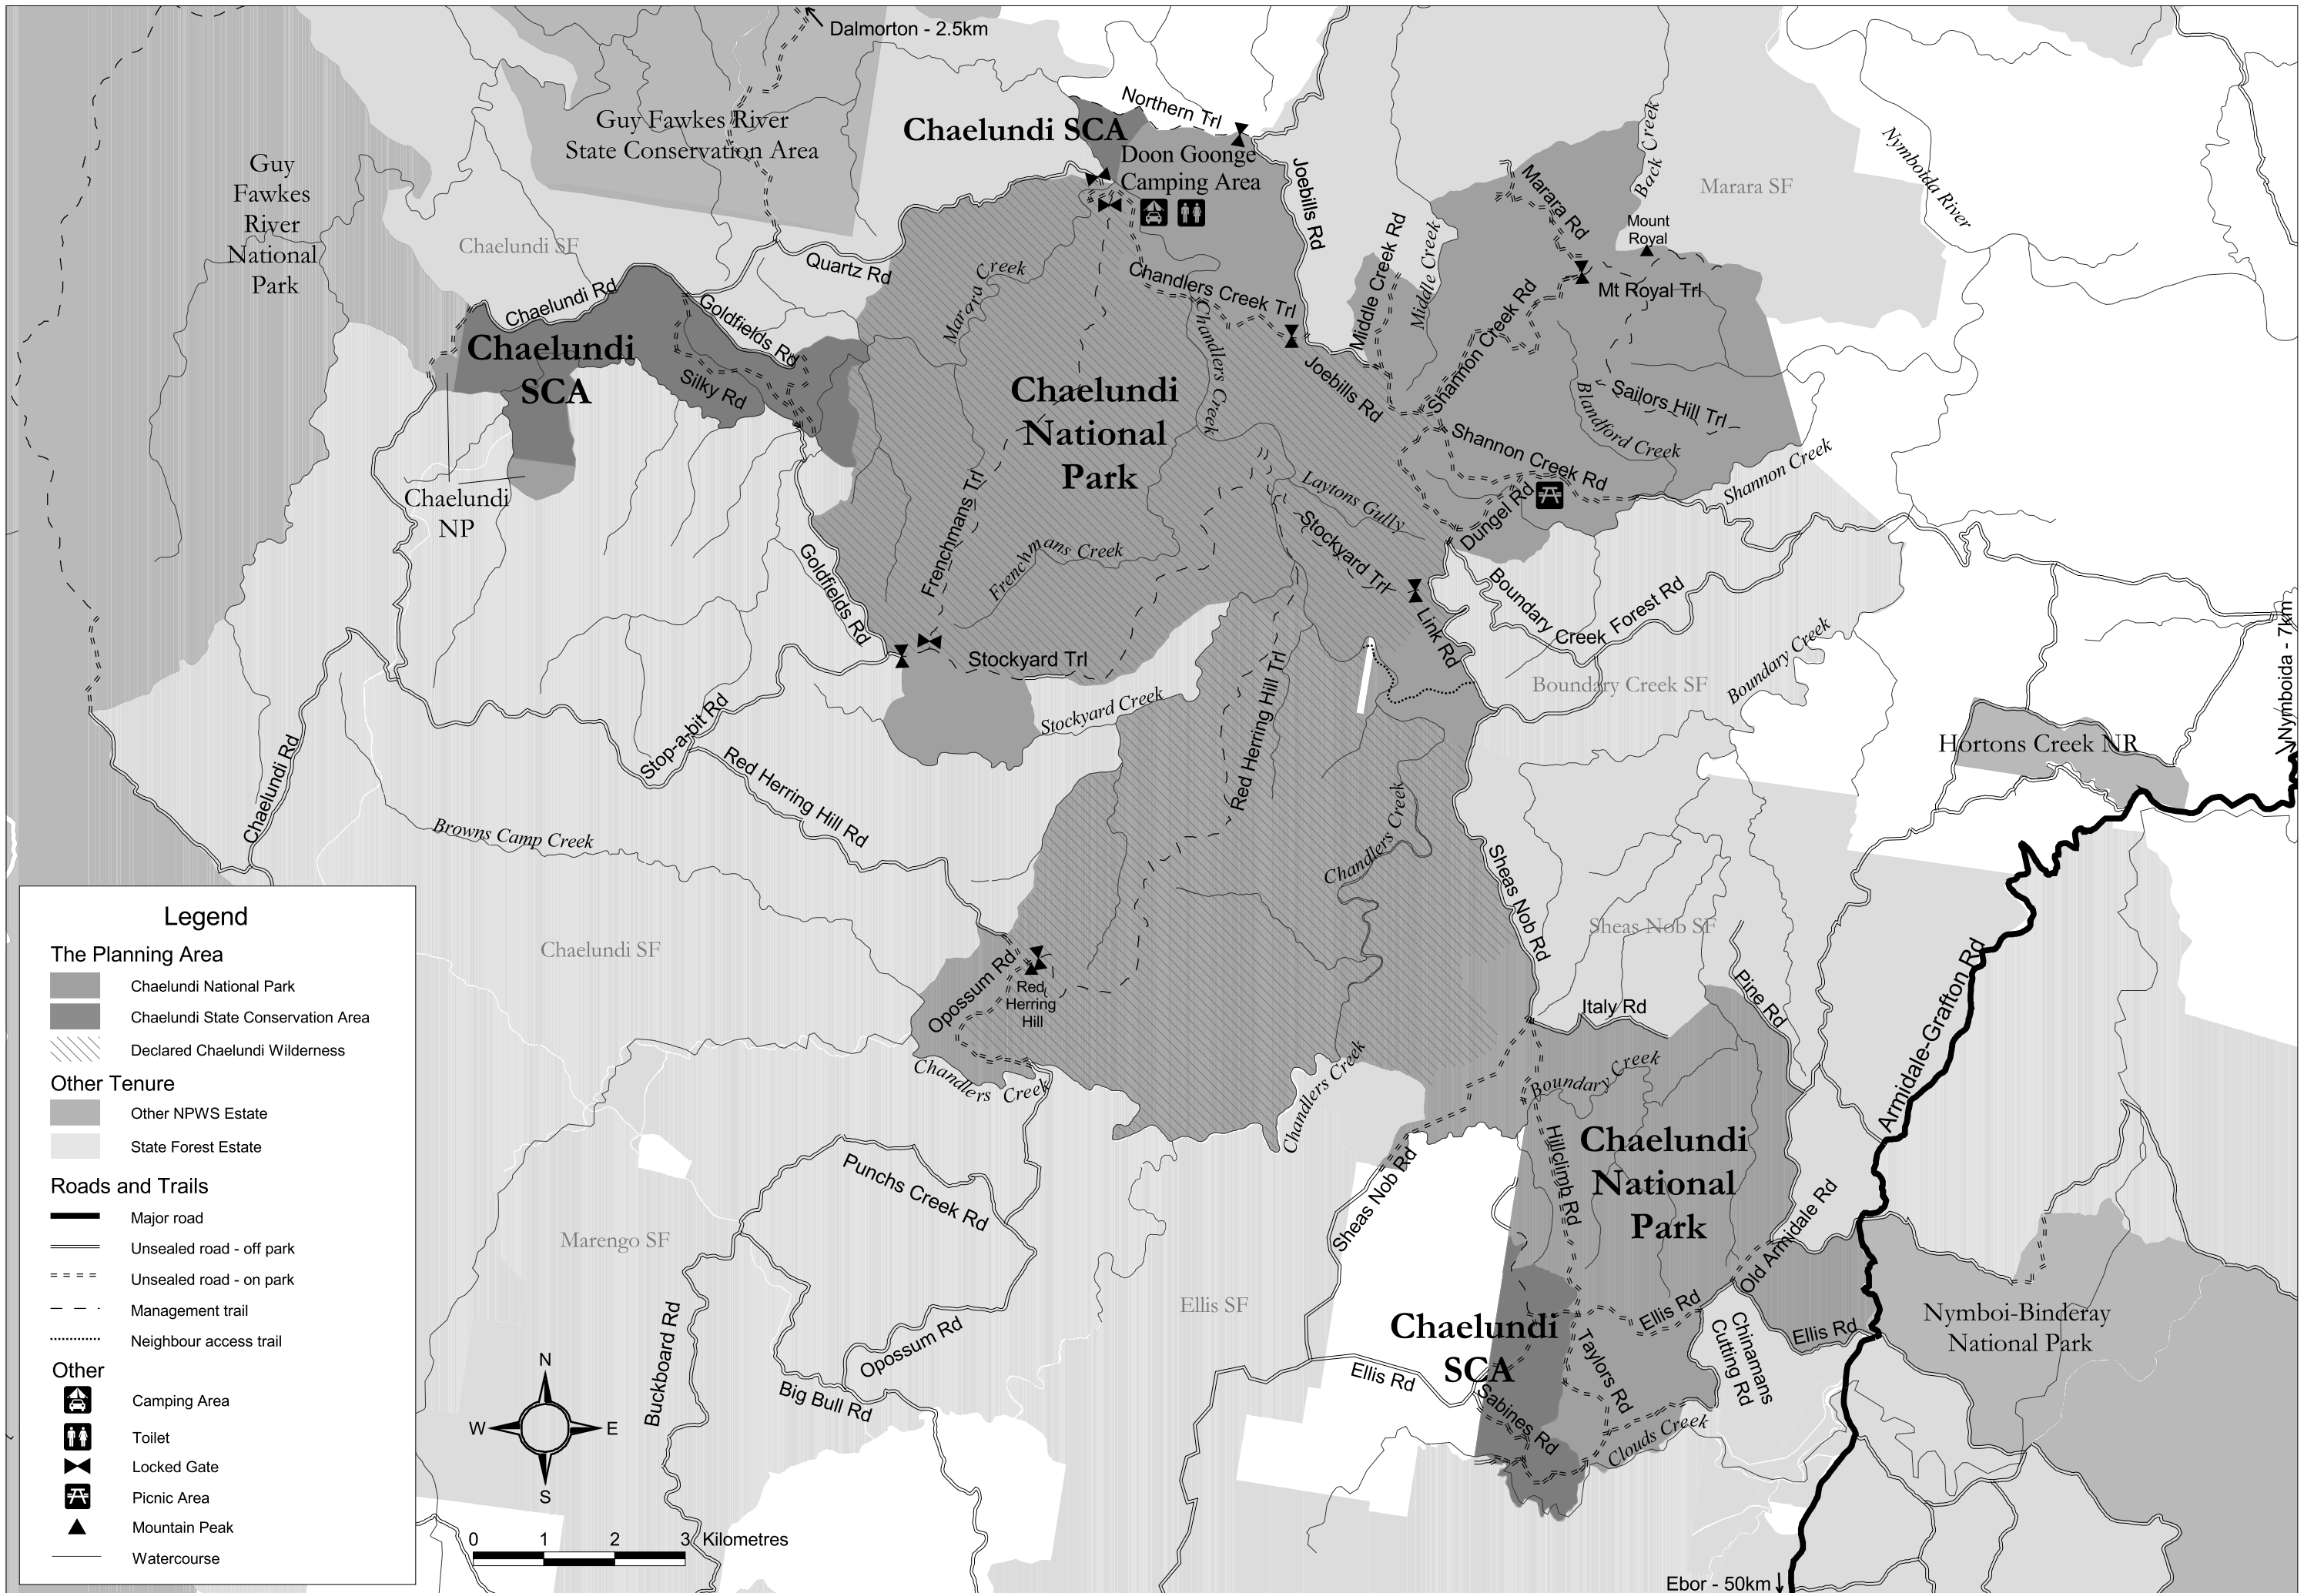 Dalmorton - 2.5km
Northern Trl
Chaelundi SCA
Guy Fawkes River
State Conservation Area
Doon Goonge
Camping Area
Guy
Fawkes
River
National
Park
Joebills Rd
Marara Rd
Back Creek
Marara SF
Nymboida River
Mount
Royal
Chaelundi SF
Quartz Rd
Marara Creek
Chandlers Creek Trl
Middle Creek Rd
Middle Creek
Mt Royal Trl
Chaelundi Rd
Goldfields Rd
Chandlers Creek
Shannon Creek Rd
Chaelundi
SCA
Silky Rd
Chaelundi
National
Park
Joebills Rd
Sailors Hill Trl
Blandford Creek
Shannon Creek Rd
Shannon Creek
Chaelundi
NP
Frenchmans Trl
Laytons Gully
Dungel Rd
Stockyard Trl
Frenchmans Creek
Goldfields Rd
Boundary Creek Forest Rd
Link Rd
Stockyard Trl
Boundary Creek
Boundary Creek SF
Nymboida - 7km
Stockyard Creek
Red Herring Hill Trl
Stop-a-bit Rd
Chaelundi Rd
Red Herring Hill Rd
Hortons Creek NR
Browns Camp Creek
Chandlers Creek
Sheas Nob Rd
Sheas Nob SF
Chaelundi SF
Opossum Rd
Red
Herring
Hill
Pine Rd
Italy Rd
Armidale-Grafton Rd
Chandlers Creek
Chandlers Creek
Boundary Creek
Chaelundi
National
Park
Hillclimb Rd
Sheas Nob Rd
Punchs Creek Rd
Old Armidale Rd
Marengo SF
Ellis SF
Ellis Rd
Chinamans
Cutting Rd
Ellis Rd
Nymboi-Binderay
National Park
Chaelundi
SCA
Taylors Rd
Buckboard Rd
Opossum Rd
Big Bull Rd
Ellis Rd
Sabines Rd
Clouds Creek
Ebor - 50km
Legend
The Planning Area
Chaelundi National Park
Chaelundi State Conservation Area
Declared Chaelundi Wilderness
Other Tenure
Other NPWS Estate
State Forest Estate
Roads and Trails
Major road
Unsealed road - off park
Unsealed road - on park
Management trail
Neighbour access trail
Other
Camping Area
Toilet
Locked Gate
Picnic Area
Mountain Peak
Watercourse
N
W E
S
0 1 2 3 Kilometres